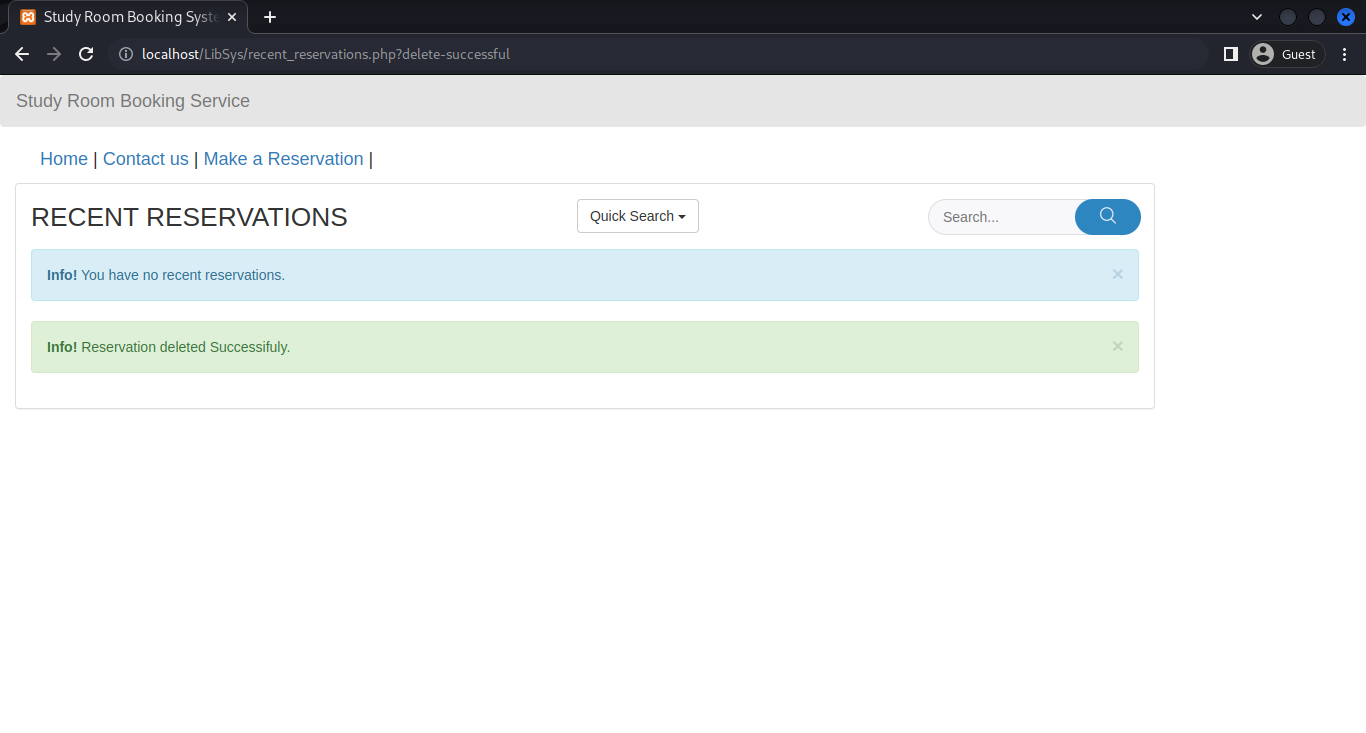 Study Room Booking Syste
localhost/LibSys/recent_reservations.php?delete-successful
Guest
Study Room Booking Service
Home | Contact us | Make a Reservation |
RECENT RESERVATIONS
Quick Search
Search...
Info! You have no recent reservations. ×
Info! Reservation deleted Successifuly. ×